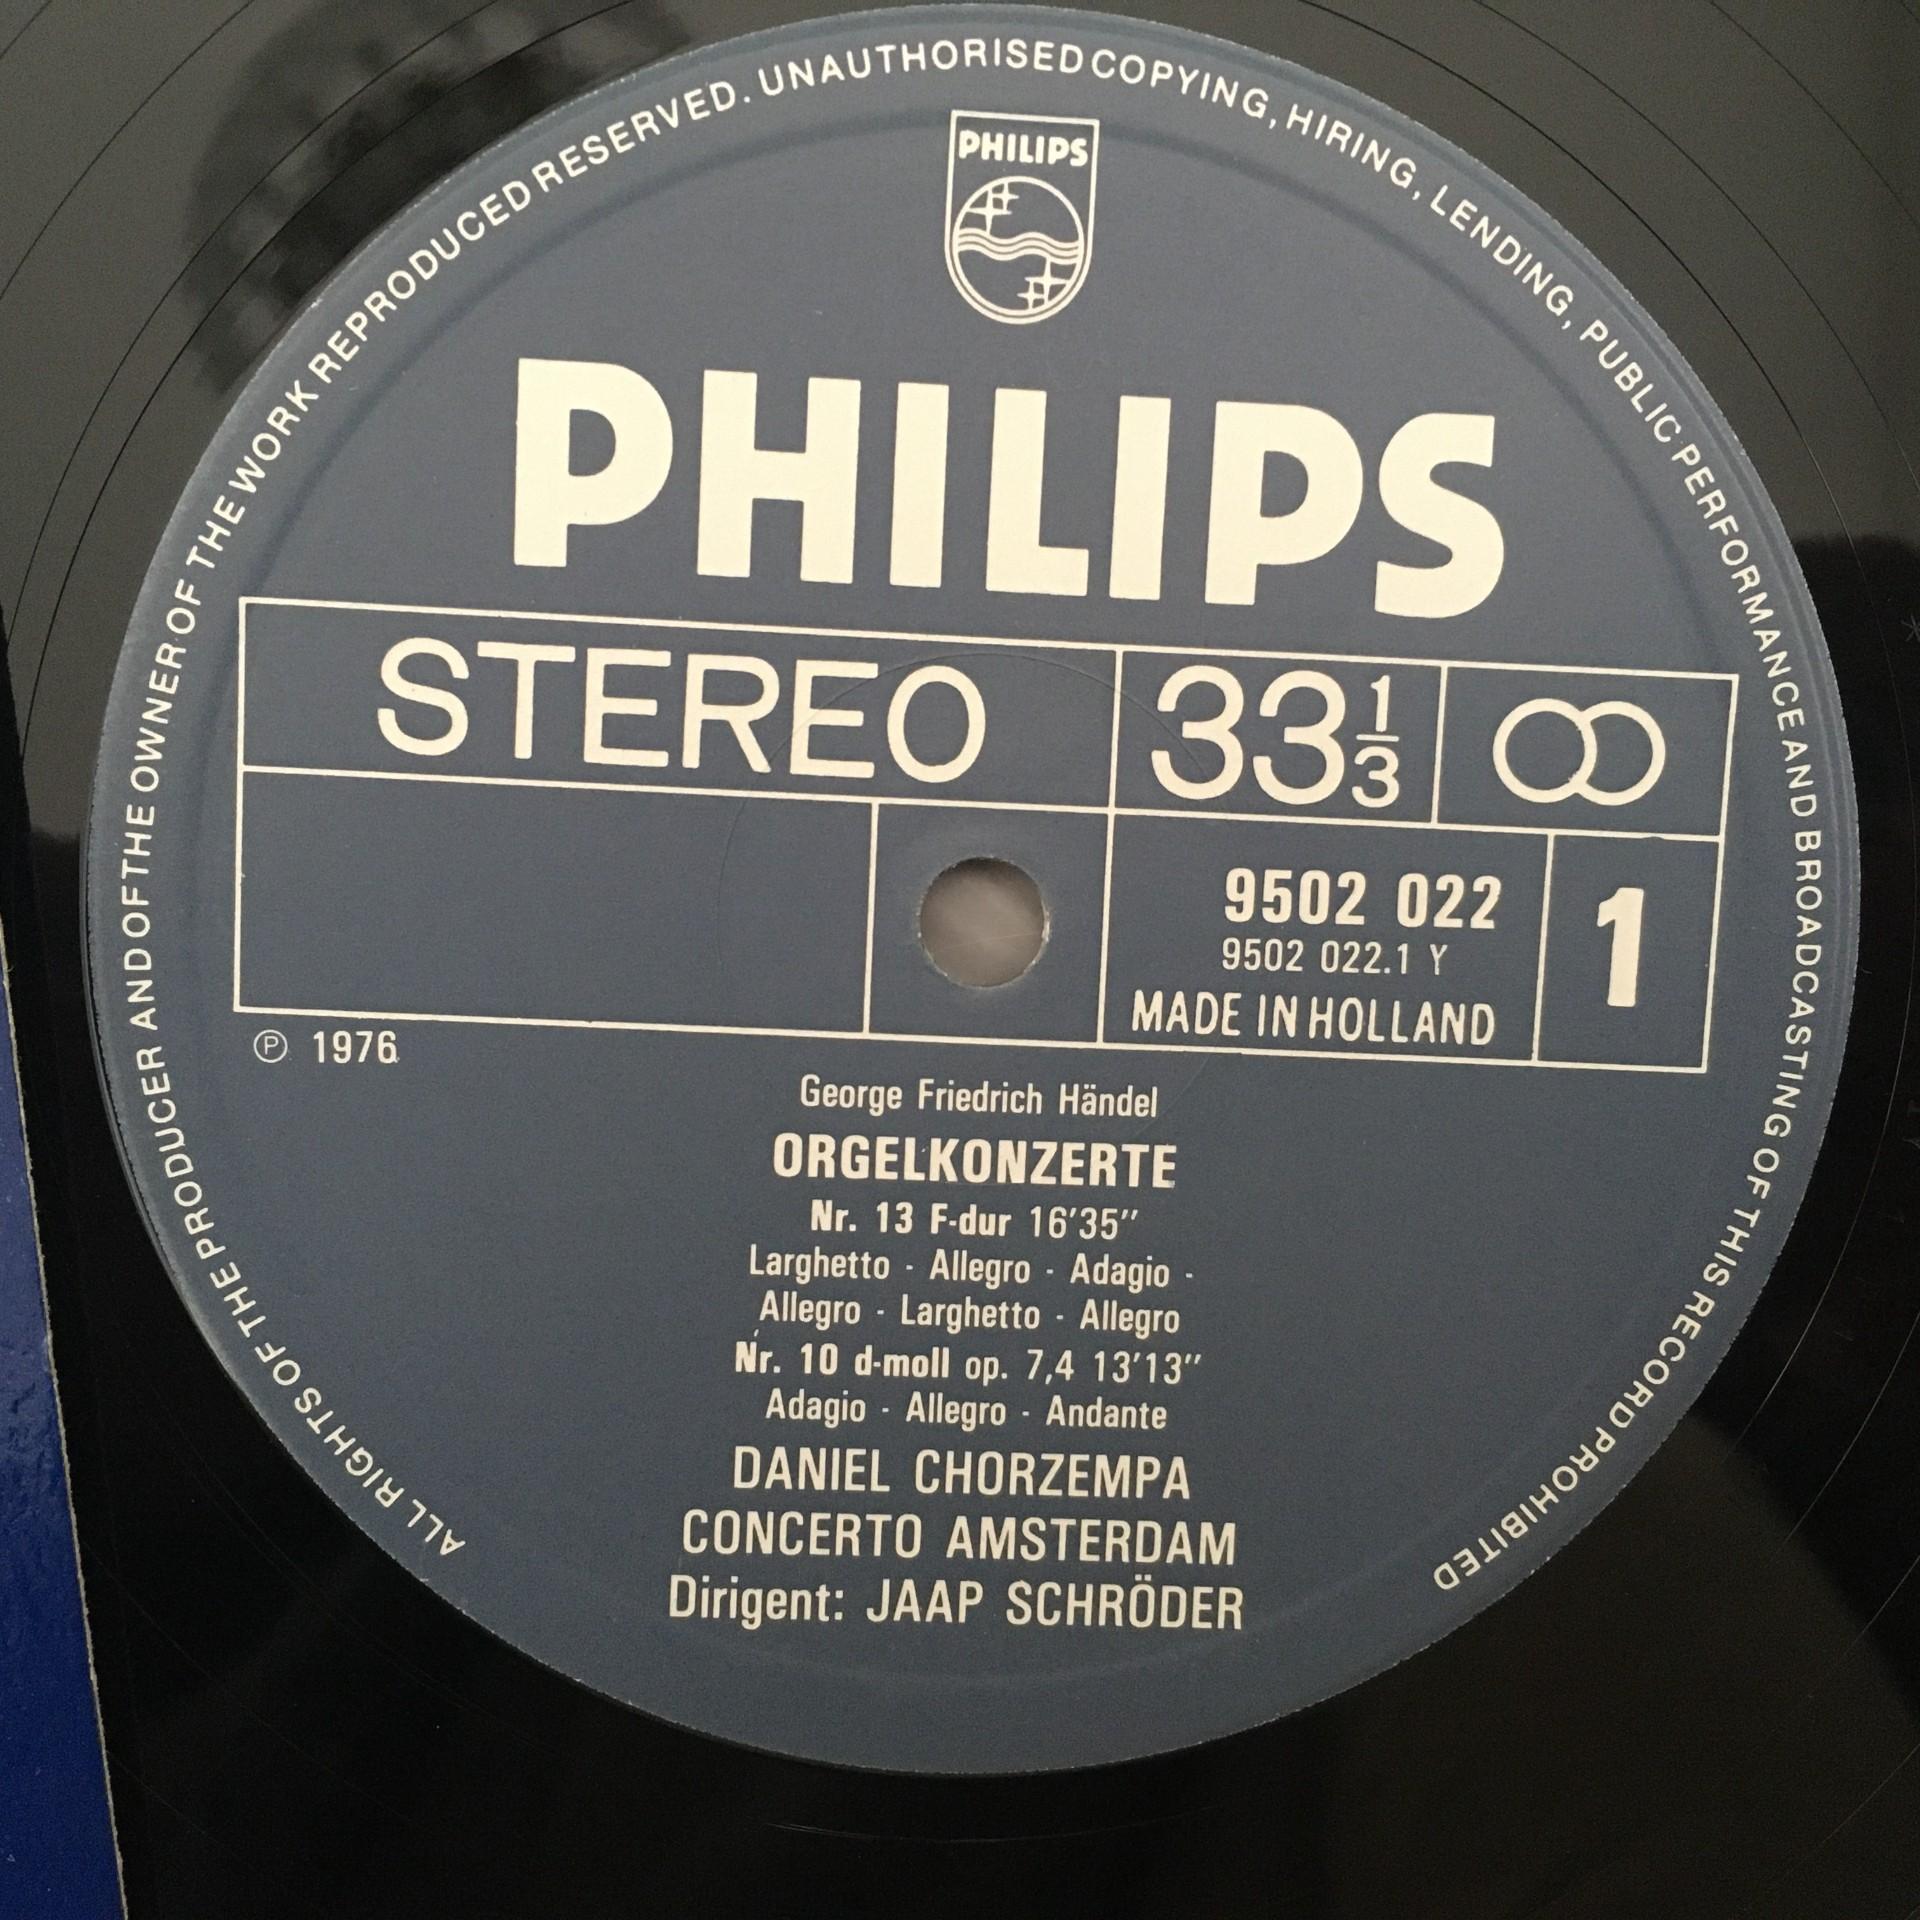 ALL RIGHTS OF THE PRODUCER AND OF THE OWNER OF THE WORK REPRODUCED RESERVED. UNAUTHORISED COPYING, HIRING, LENDING, PUBLIC PERFORMANCE AND BROADCASTING OF THIS RECORD PROHIBITED
PHILIPS
PHILIPS
STEREO 33 1/3
9502 022 1
9502 022.1 Y
MADE IN HOLLAND
℗ 1976
George Friedrich Händel
ORGELKONZERTE
Nr. 13 F-dur 16'35''
Larghetto - Allegro - Adagio -
Allegro - Larghetto - Allegro
Nr. 10 d-moll op. 7,4 13'13''
Adagio - Allegro - Andante
DANIEL CHORZEMPA
CONCERTO AMSTERDAM
Dirigent: JAAP SCHRÖDER